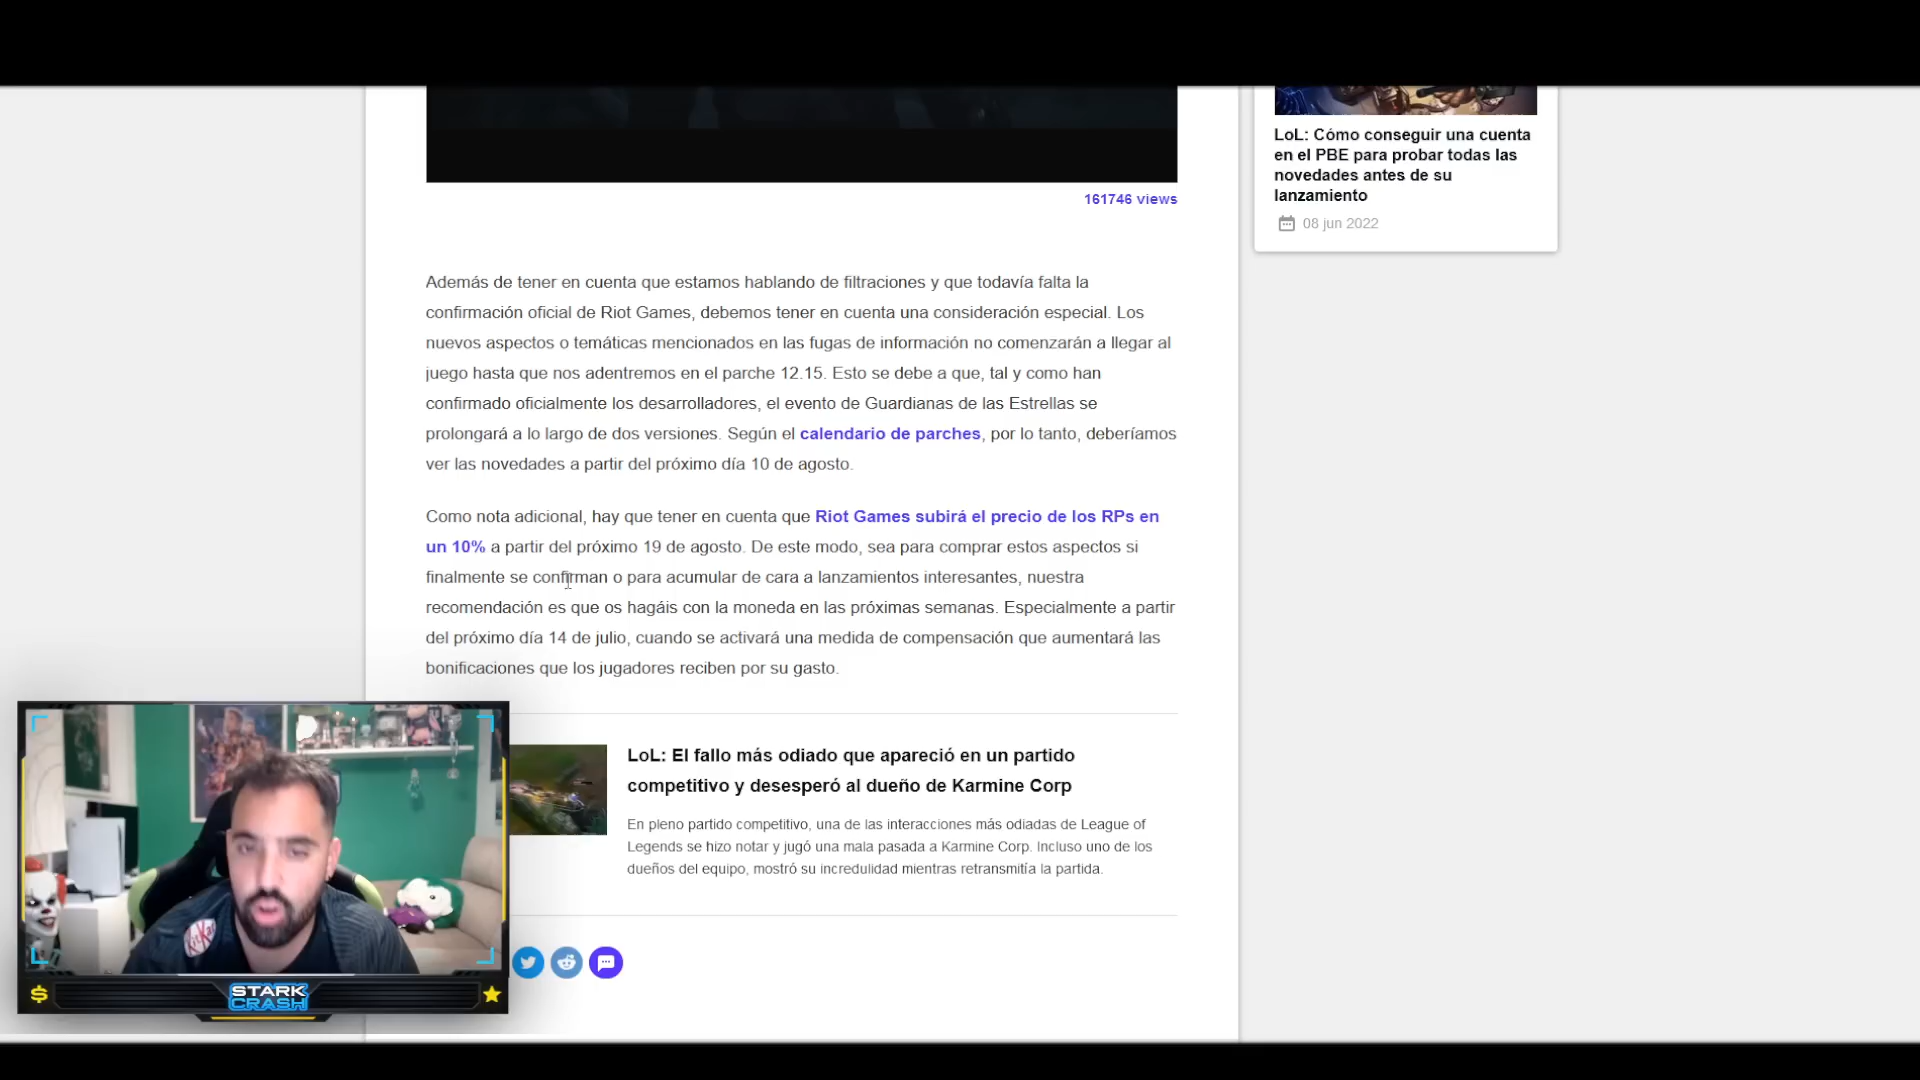 161746 views
Además de tener en cuenta que estamos hablando de filtraciones y que todavía falta la
confirmación oficial de Riot Games, debemos tener en cuenta una consideración especial. Los
nuevos aspectos o temáticas mencionados en las fugas de información no comenzarán a llegar al
juego hasta que nos adentremos en el parche 12.15. Esto se debe a que, tal y como han
confirmado oficialmente los desarrolladores, el evento de Guardianas de las Estrellas se
prolongará a lo largo de dos versiones. Según el calendario de parches, por lo tanto, deberíamos
ver las novedades a partir del próximo día 10 de agosto.
Como nota adicional, hay que tener en cuenta que Riot Games subirá el precio de los RPs en
un 10% a partir del próximo 19 de agosto. De este modo, sea para comprar estos aspectos si
finalmente se confirman o para acumular de cara a lanzamientos interesantes, nuestra
recomendación es que os hagáis con la moneda en las próximas semanas. Especialmente a partir
del próximo día 14 de julio, cuando se activará una medida de compensación que aumentará las
bonificaciones que los jugadores reciben por su gasto.
LoL: El fallo más odiado que apareció en un partido
competitivo y desesperó al dueño de Karmine Corp
En pleno partido competitivo, una de las interacciones más odiadas de League of
Legends se hizo notar y jugó una mala pasada a Karmine Corp. Incluso uno de los
dueños del equipo, mostró su incredulidad mientras retransmitía la partida.
LoL: Cómo conseguir una cuenta
en el PBE para probar todas las
novedades antes de su
lanzamiento
08 jun 2022
KitKat
$
STARK
CRASH